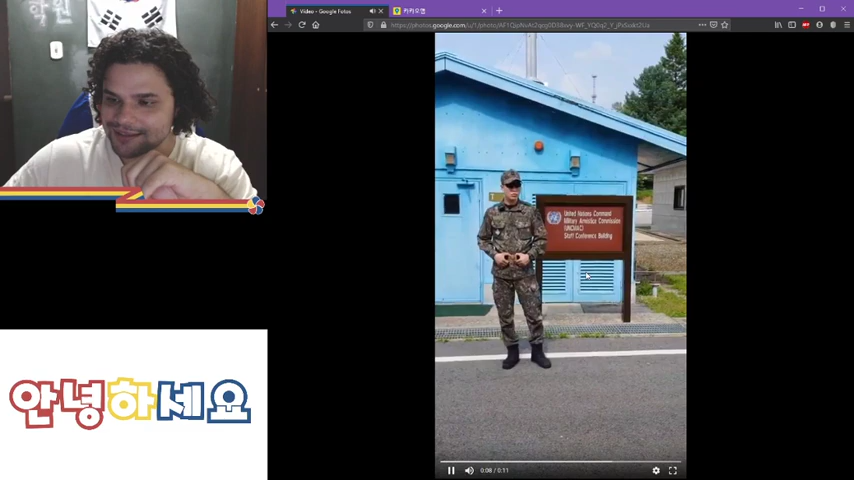 학원
Video - Google Fotos
카카오맵
United Nations Command
Military Armistice Commission
(UNCMAC)
Staff Conference Building
0:08 / 0:11
안녕하세요